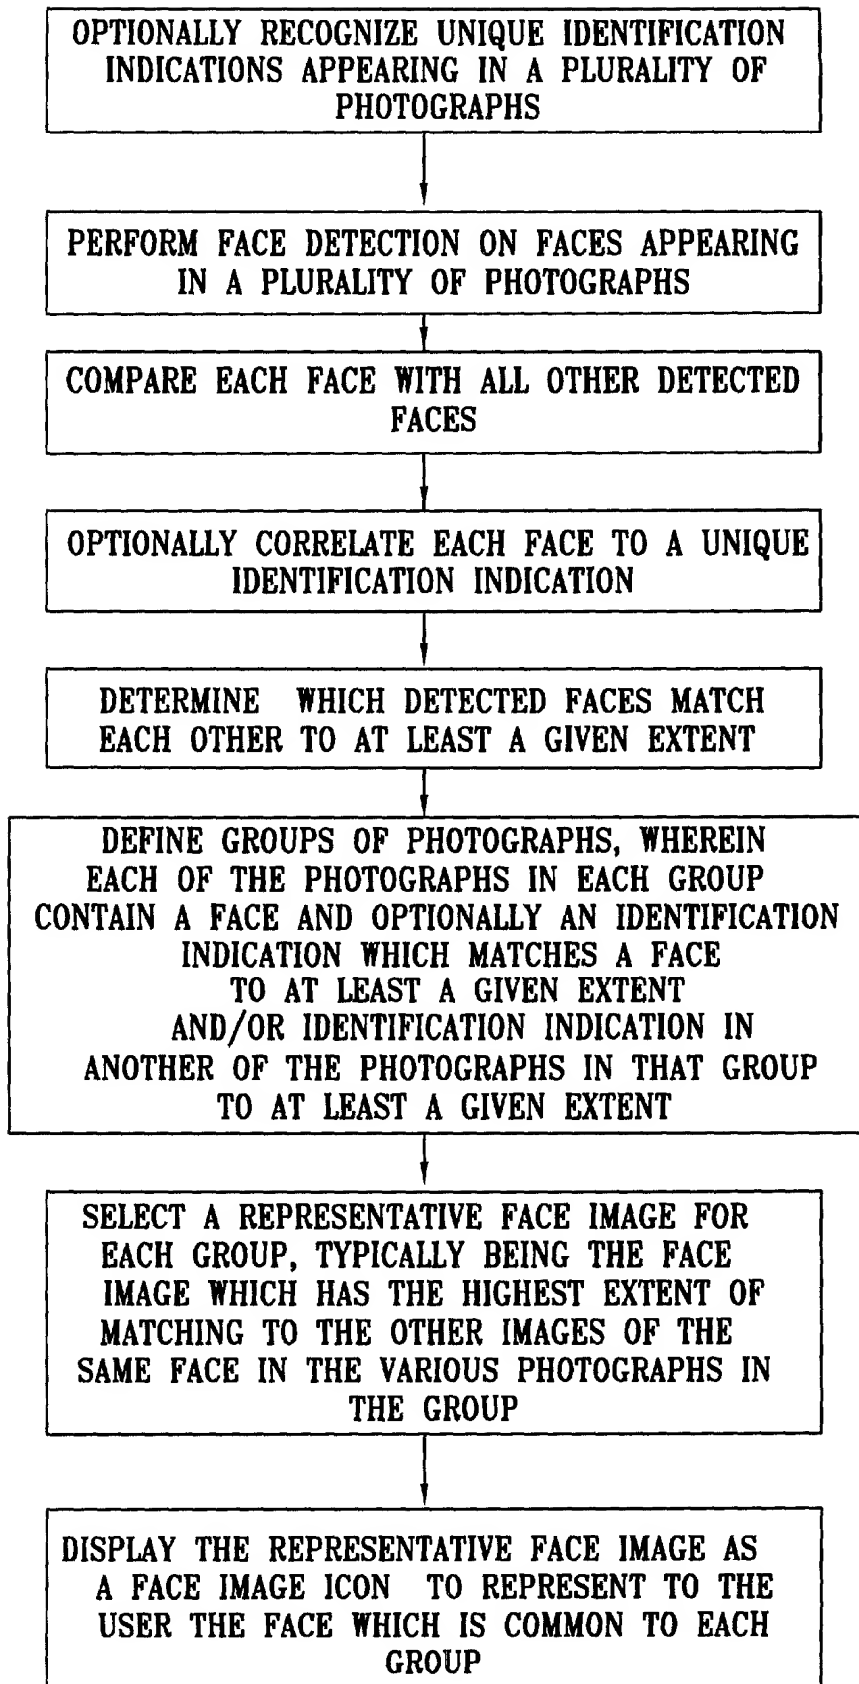 OPTIONALLY RECOGNIZE UNIQUE IDENTIFICATION
INDICATIONS APPEARING IN A PLURALITY OF
PHOTOGRAPHS
PERFORM FACE DETECTION ON FACES APPEARING
IN A PLURALITY OF PHOTOGRAPHS
COMPARE EACH FACE WITH ALL OTHER DETECTED
FACES
OPTIONALLY CORRELATE EACH FACE TO A UNIQUE
IDENTIFICATION INDICATION
DETERMINE WHICH DETECTED FACES MATCH
EACH OTHER TO AT LEAST A GIVEN EXTENT
DEFINE GROUPS OF PHOTOGRAPHS, WHEREIN
EACH OF THE PHOTOGRAPHS IN EACH GROUP
CONTAIN A FACE AND OPTIONALLY AN IDENTIFICATION
INDICATION WHICH MATCHES A FACE
TO AT LEAST A GIVEN EXTENT
AND/OR IDENTIFICATION INDICATION IN
ANOTHER OF THE PHOTOGRAPHS IN THAT GROUP
TO AT LEAST A GIVEN EXTENT
SELECT A REPRESENTATIVE FACE IMAGE FOR
EACH GROUP, TYPICALLY BEING THE FACE
IMAGE WHICH HAS THE HIGHEST EXTENT OF
MATCHING TO THE OTHER IMAGES OF THE
SAME FACE IN THE VARIOUS PHOTOGRAPHS IN
THE GROUP
DISPLAY THE REPRESENTATIVE FACE IMAGE AS
A FACE IMAGE ICON TO REPRESENT TO THE
USER THE FACE WHICH IS COMMON TO EACH
GROUP